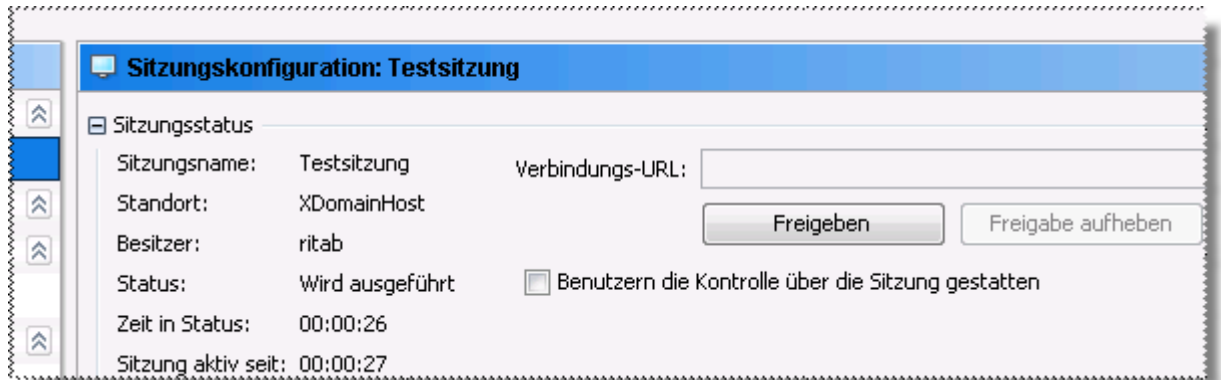 Sitzungskonfiguration: Testsitzung
Sitzungsstatus
Sitzungsname: Testsitzung
Verbindungs-URL:
Standort: XDomainHost
Freigeben Freigabe aufheben
Besitzer: ritab
Status: Wird ausgeführt
Benutzern die Kontrolle über die Sitzung gestatten
Zeit in Status: 00:00:26
Sitzung aktiv seit: 00:00:27